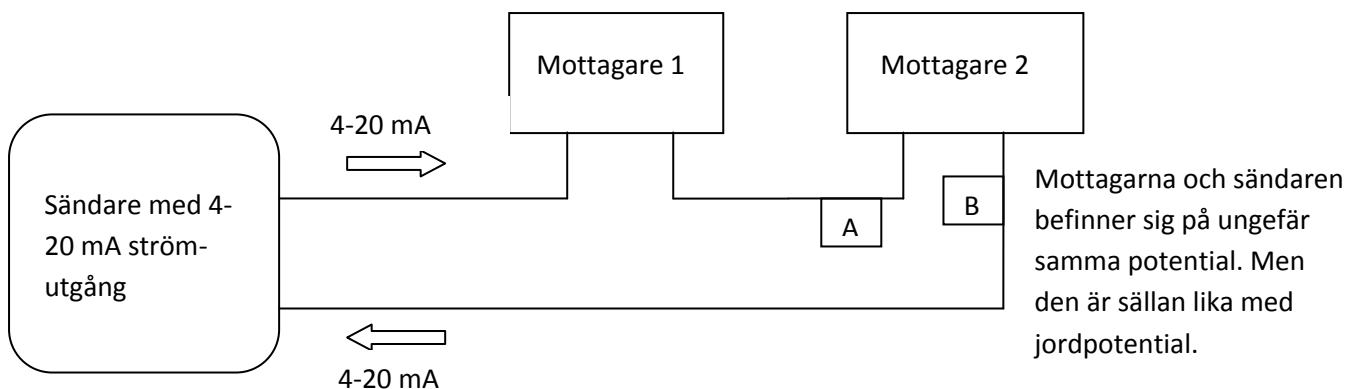 Mottagare 1
Mottagare 2
4-20 mA
Sändare med 4-
20 mA ström-
utgång
A
B
Mottagarna och sändaren
befinner sig på ungefär
samma potential. Men
den är sällan lika med
jordpotential.
4-20 mA